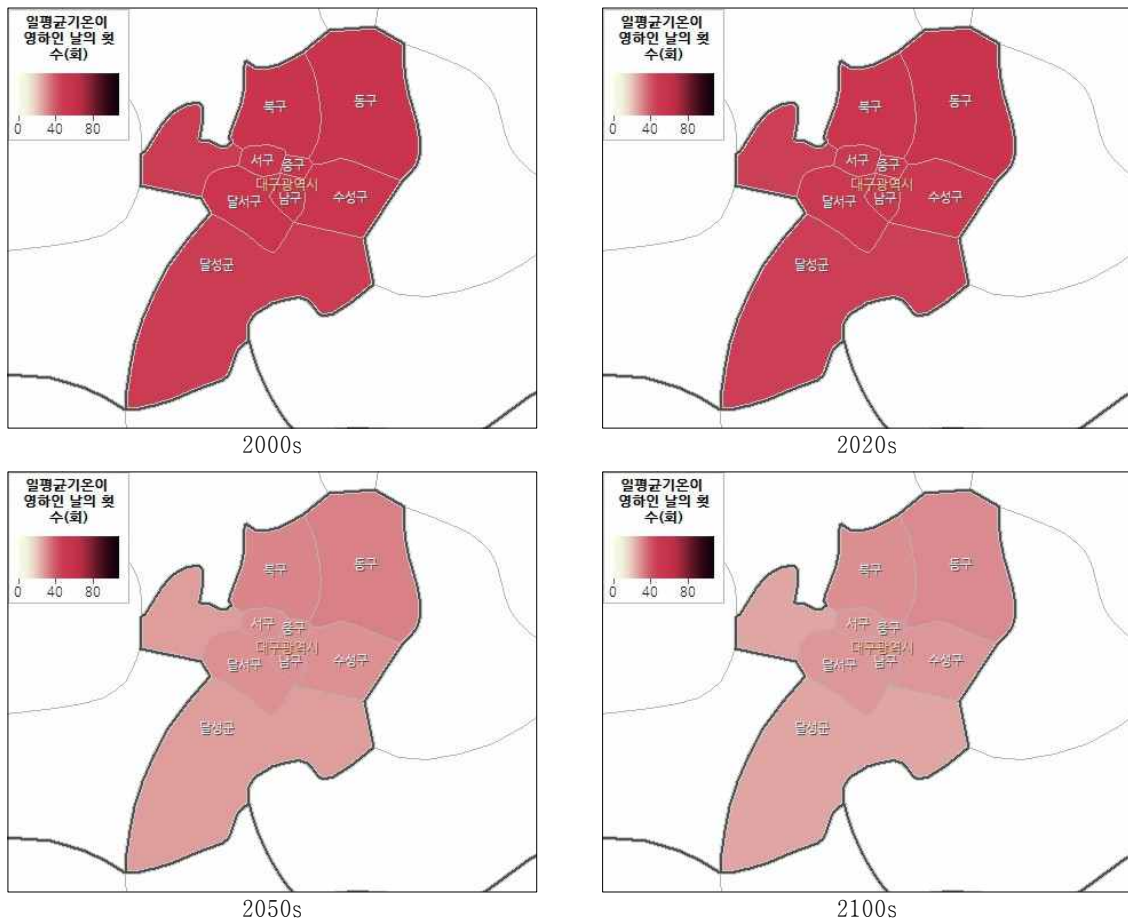 일평균기온이
영하인 날의 횟
수(회)
0 40 80
북구
동구
서구
중구
대구광역시
달서구
남구
수성구
달성군
2000s
일평균기온이
영하인 날의 횟
수(회)
0 40 80
북구
동구
서구
중구
대구광역시
달서구
남구
수성구
달성군
2020s
일평균기온이
영하인 날의 횟
수(회)
0 40 80
북구
동구
서구
중구
대구광역시
달서구
남구
수성구
달성군
2050s
일평균기온이
영하인 날의 횟
수(회)
0 40 80
북구
동구
서구
중구
대구광역시
달서구
남구
수성구
달성군
2100s